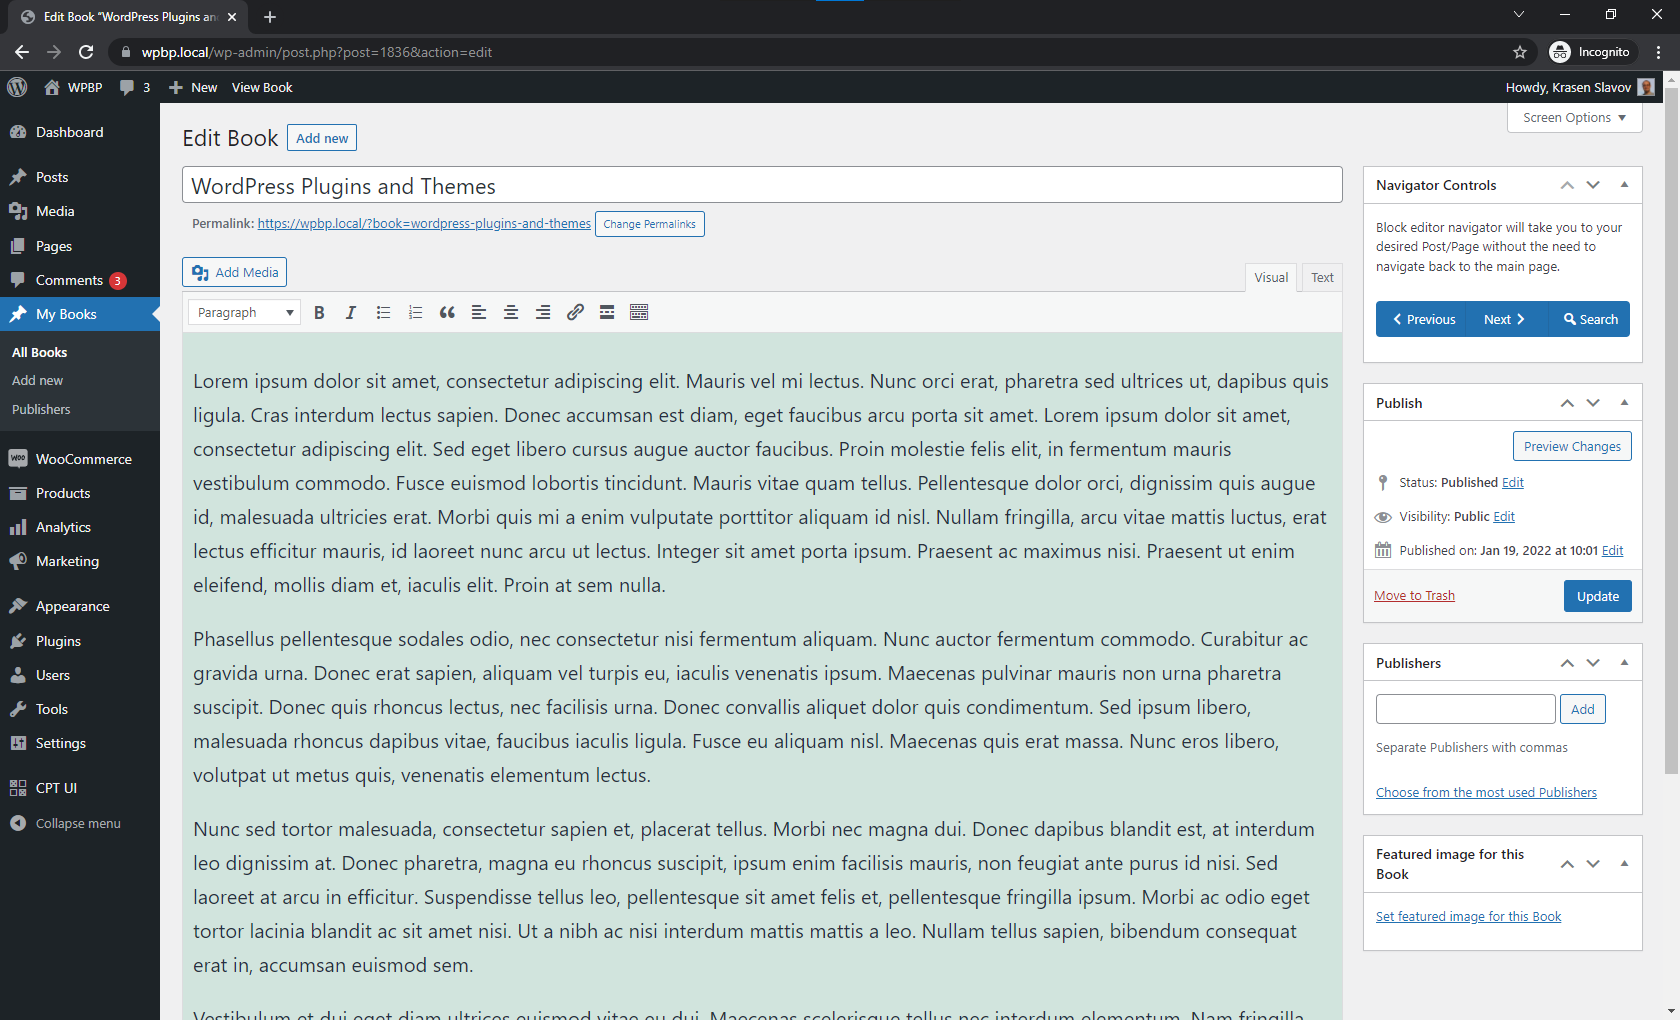 Edit Book "WordPress Plugins an
wpbp.local/wp-admin/post.php?post=1836&action=edit
Incognito
WPBP
3
New
View Book
Howdy, Krasen Slavov
Dashboard
Posts
Media
Pages
Comments 3
My Books
All Books
Add new
Publishers
WooCommerce
Products
Analytics
Marketing
Appearance
Plugins
Users
Tools
Settings
CPT UI
Collapse menu
Screen Options
Edit Book
Add new
WordPress Plugins and Themes
Permalink: https://wpbp.local/?book=wordpress-plugins-and-themes Change Permalinks
Add Media
Visual
Text
Paragraph
Lorem ipsum dolor sit amet, consectetur adipiscing elit. Mauris vel mi lectus. Nunc orci erat, pharetra sed ultrices ut, dapibus quis
ligula. Cras interdum lectus sapien. Donec accumsan est diam, eget faucibus arcu porta sit amet. Lorem ipsum dolor sit amet,
consectetur adipiscing elit. Sed eget libero cursus augue auctor faucibus. Proin molestie felis elit, in fermentum mauris
vestibulum commodo. Fusce euismod lobortis tincidunt. Mauris vitae quam tellus. Pellentesque dolor orci, dignissim quis augue
id, malesuada ultricies erat. Morbi quis mi a enim vulputate porttitor aliquam id nisl. Nullam fringilla, arcu vitae mattis luctus, erat
lectus efficitur mauris, id laoreet nunc arcu ut lectus. Integer sit amet porta ipsum. Praesent ac maximus nisi. Praesent ut enim
eleifend, mollis diam et, iaculis elit. Proin at sem nulla.
Phasellus pellentesque sodales odio, nec consectetur nisi fermentum aliquam. Nunc auctor fermentum commodo. Curabitur ac
gravida urna. Donec erat sapien, aliquam vel turpis eu, iaculis venenatis ipsum. Maecenas pulvinar mauris non urna pharetra
suscipit. Donec quis rhoncus lectus, nec facilisis urna. Donec convallis aliquet dolor quis condimentum. Sed ipsum libero,
malesuada rhoncus dapibus vitae, faucibus iaculis ligula. Fusce eu aliquam nisl. Maecenas quis erat massa. Nunc eros libero,
volutpat ut metus quis, venenatis elementum lectus.
Nunc sed tortor malesuada, consectetur sapien et, placerat tellus. Morbi nec magna dui. Donec dapibus blandit est, at interdum
leo dignissim at. Donec pharetra, magna eu rhoncus suscipit, ipsum enim facilisis mauris, non feugiat ante purus id nisi. Sed
laoreet at arcu in efficitur. Suspendisse tellus leo, pellentesque sit amet felis et, pellentesque fringilla ipsum. Morbi ac odio eget
tortor lacinia blandit ac sit amet nisi. Ut a nibh ac nisi interdum mattis mattis a leo. Nullam tellus sapien, bibendum consequat
erat in, accumsan euismod sem.
Vestibulum et dui eget diam ultrices euismod vitae eu dui. Maecenas scelerisque tellus nec interdum elementum. Nam fringilla
Navigator Controls
Block editor navigator will take you to your
desired Post/Page without the need to
navigate back to the main page.
Previous
Next
Search
Publish
Preview Changes
Status: Published Edit
Visibility: Public Edit
Published on: Jan 19, 2022 at 10:01 Edit
Move to Trash
Update
Publishers
Add
Separate Publishers with commas
Choose from the most used Publishers
Featured image for this
Book
Set featured image for this Book